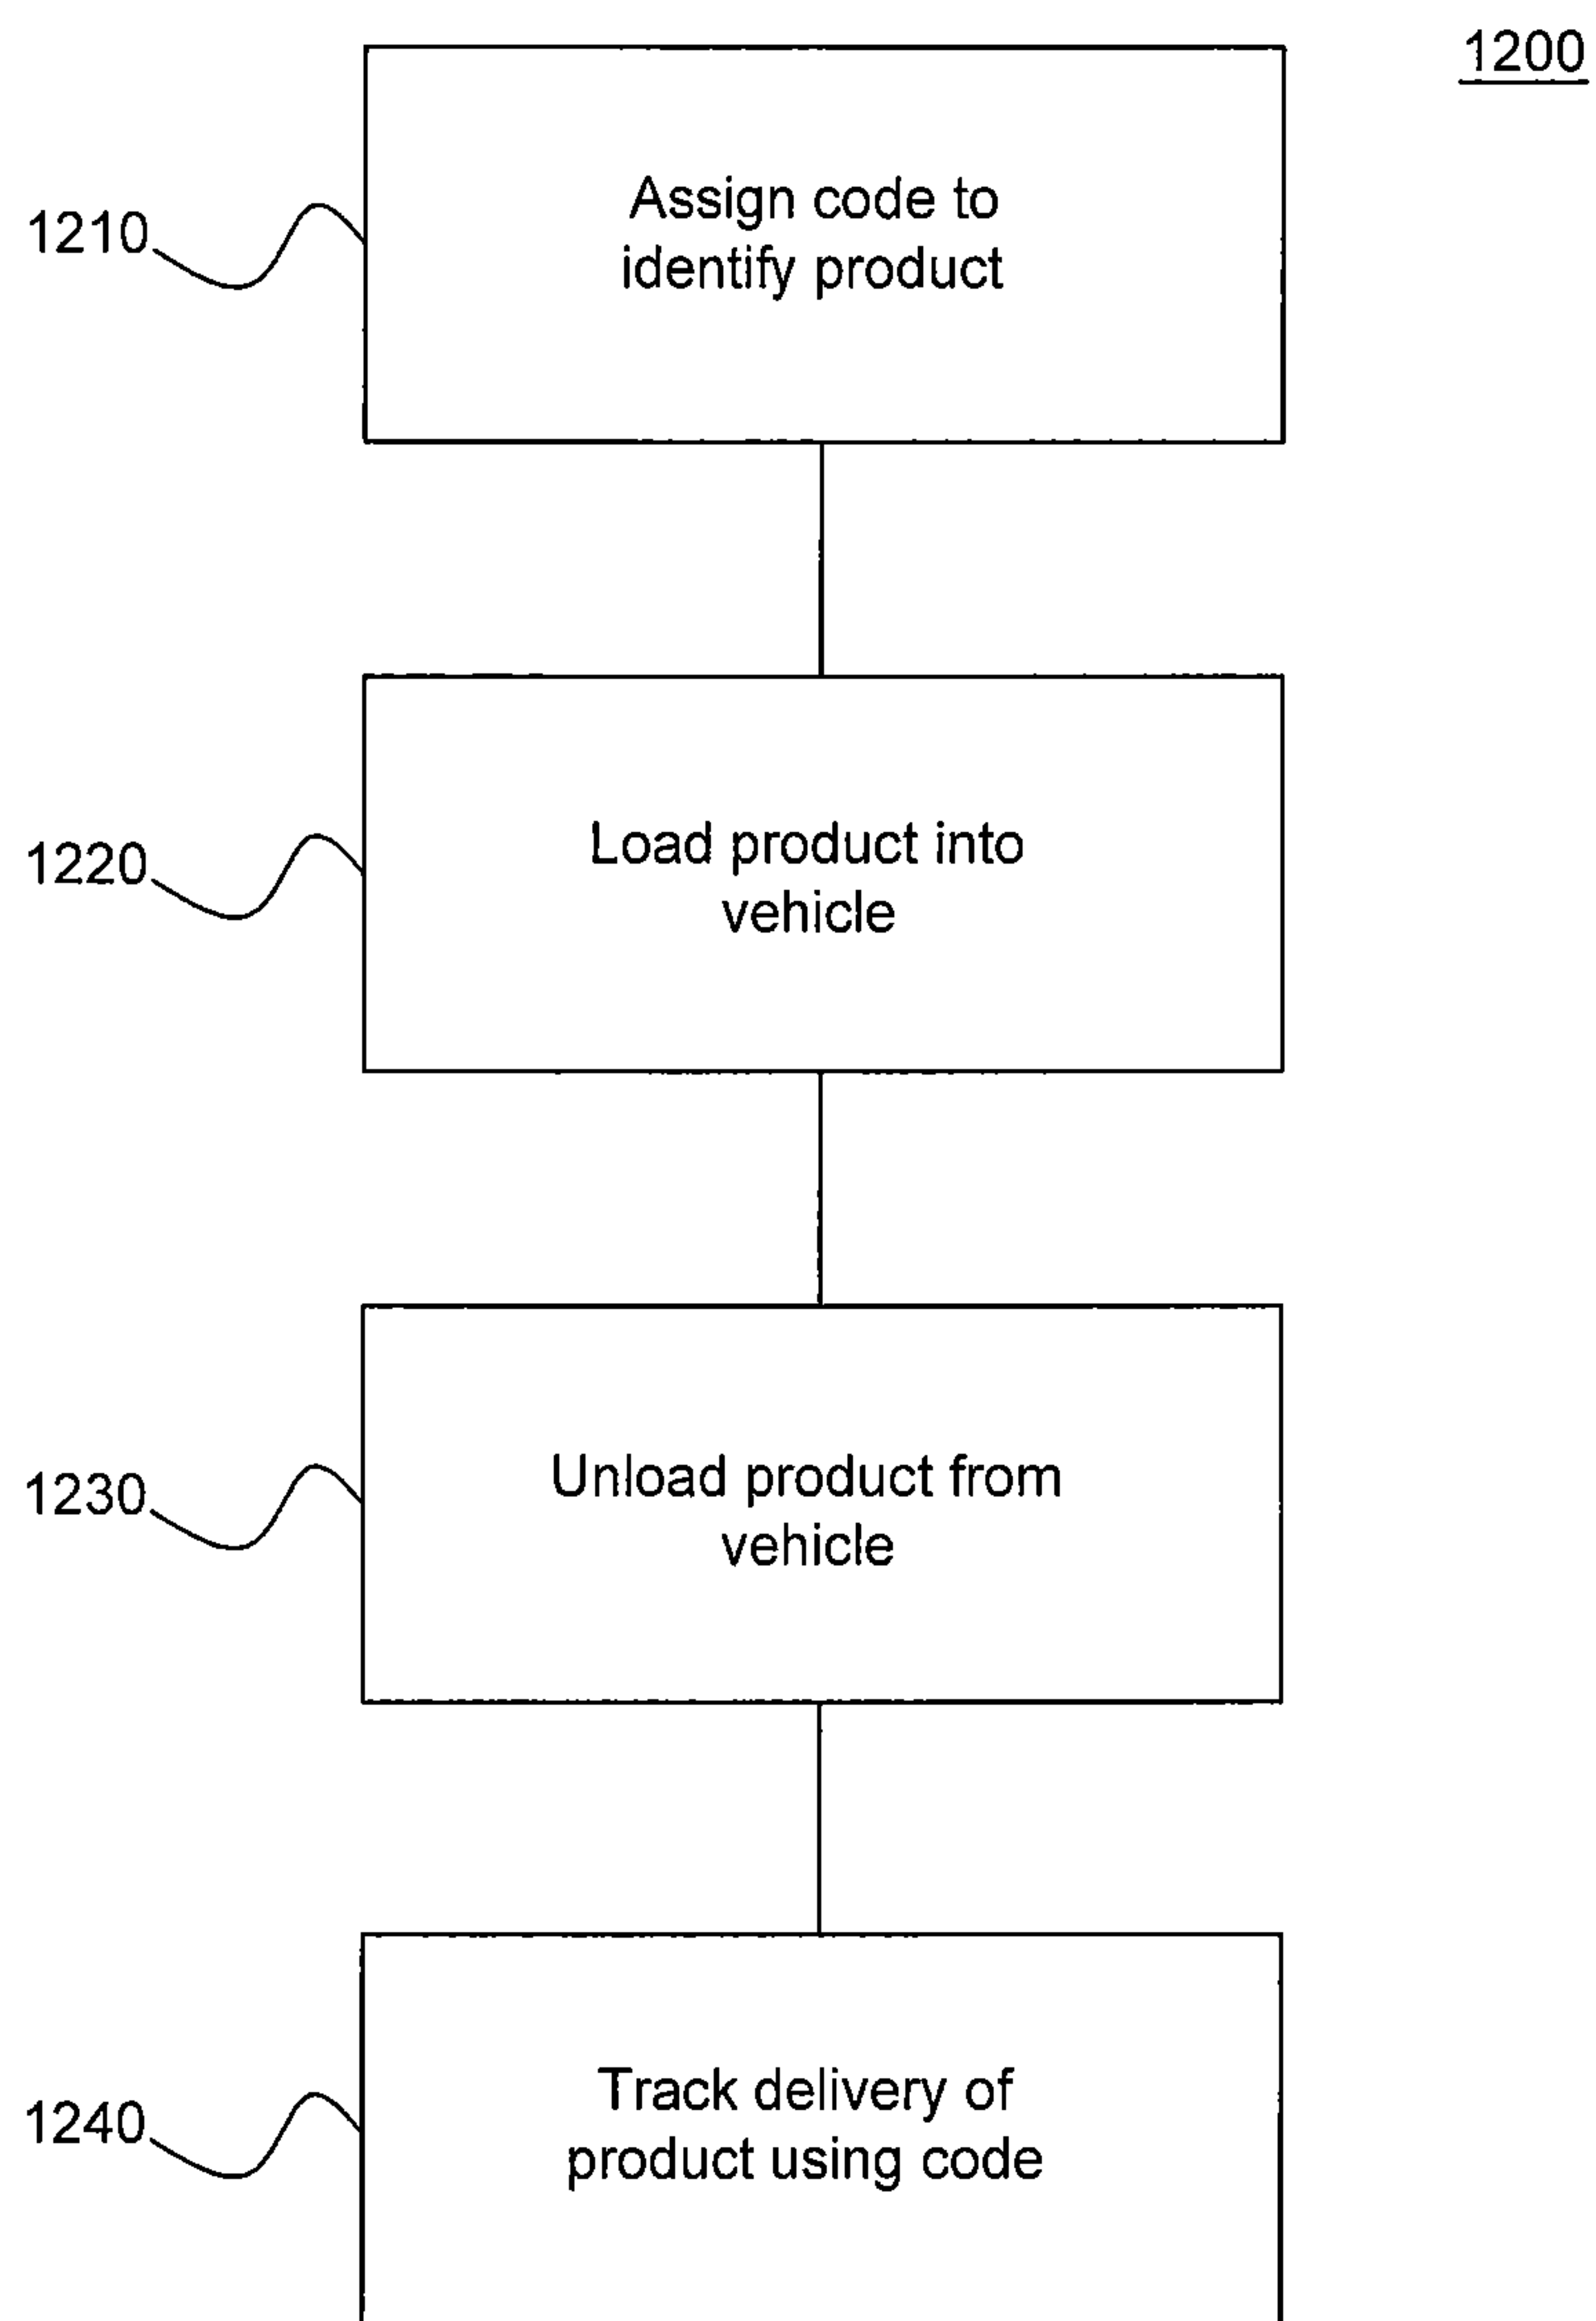 1200
1210
Assign code to
identify product
1220
Load product into
vehicle
1230
Unload product from
vehicle
1240
Track delivery of
product using code